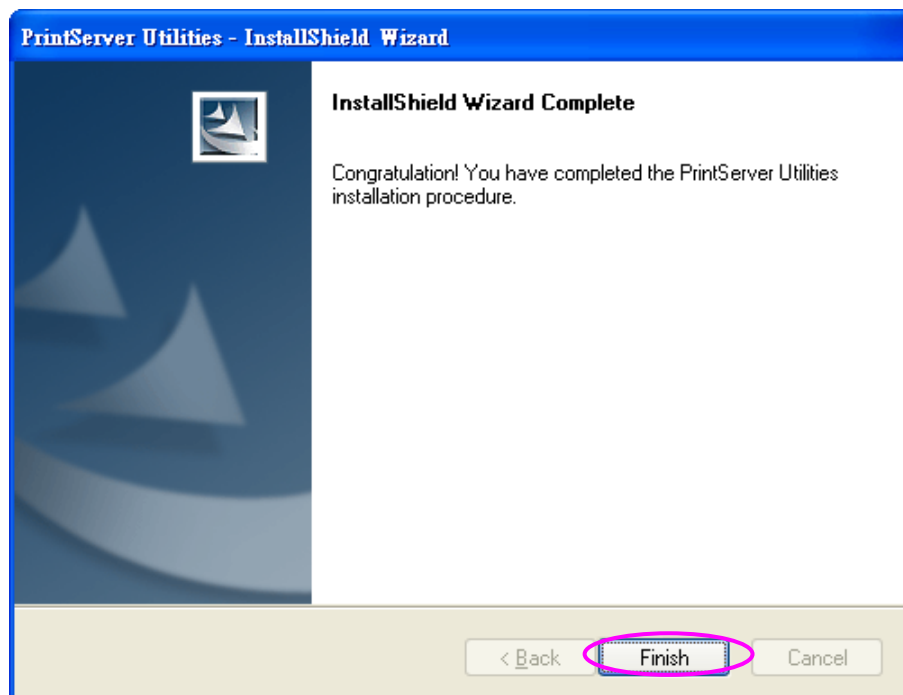 PrintServer Utilities - InstallShield Wizard
InstallShield Wizard Complete
Congratulation! You have completed the PrintServer Utilities
installation procedure.
< Back
Finish
Cancel